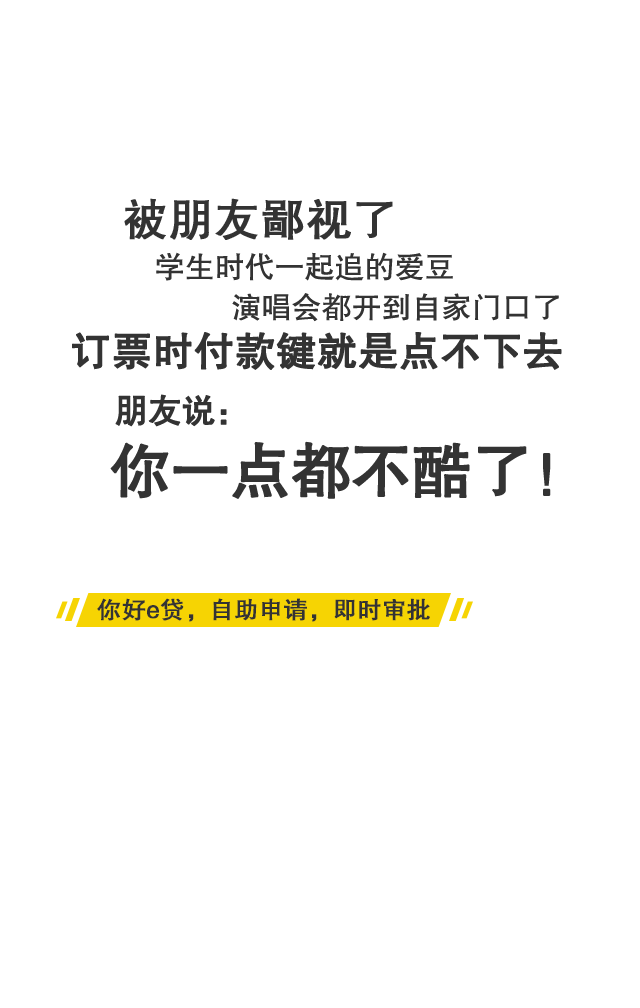 被朋友鄙视了
学生时代一起追的爱豆
演唱会都开到自家门口了
订票时付款键就是点不下去
朋友说：
你一点都不酷了！
你好e贷，自助申请，即时审批